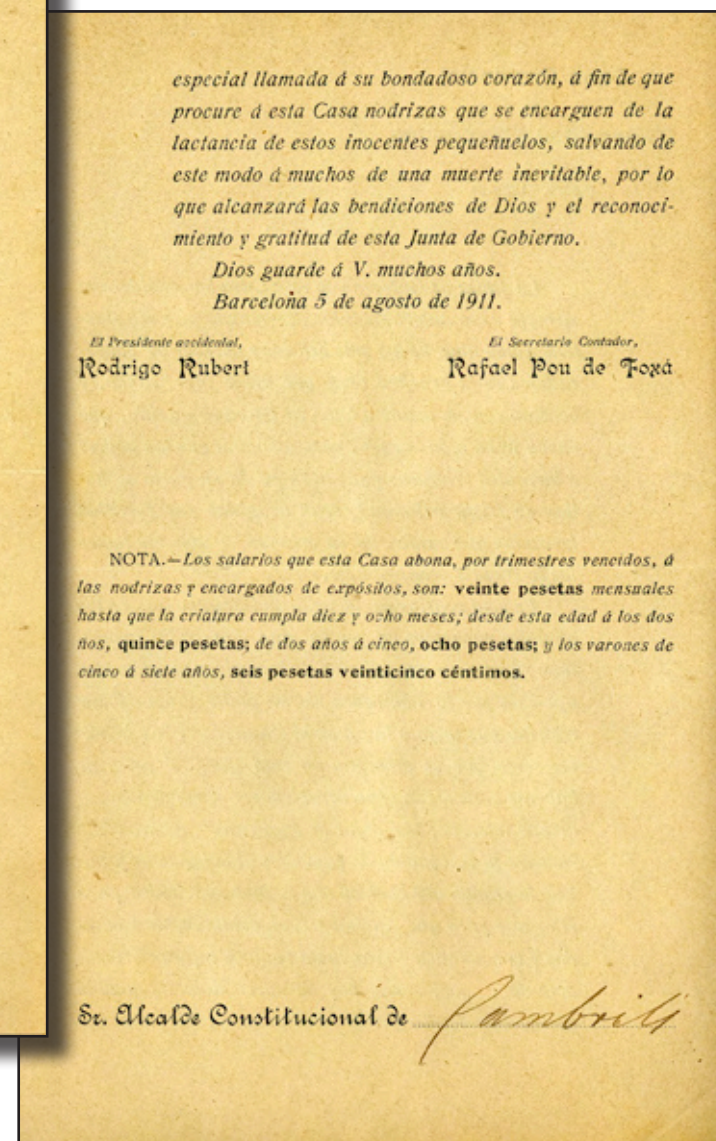 especial llamada á su bondadoso corazón, á fin de que
procure á esta Casa nodrizas que se encarguen de la
lactancia de estos inocentes pequeñuelos, salvando de
este modo á muchos de una muerte inevitable, por lo
que alcanzará las bendiciones de Dios y el reconoci-
miento y gratitud de esta Junta de Gobierno.
Dios guarde á V. muchos años.
Barcelona 5 de agosto de 1911.
El Presidente accidental,
Rodrigo Rubert
El Secretario Contador,
Rafael Pou de Foxá
NOTA.—Los salarios que esta Casa abona, por trimestres vencidos, á
las nodrizas y encargados de expósitos, son: veinte pesetas mensuales
hasta que la criatura cumpla diez y ocho meses; desde esta edad á los dos
ños, quince pesetas; de dos años á cinco, ocho pesetas; y los varones de
cinco á siete años, seis pesetas veinticinco céntimos.
Sr. Alcalde Constitucional de Cambrils